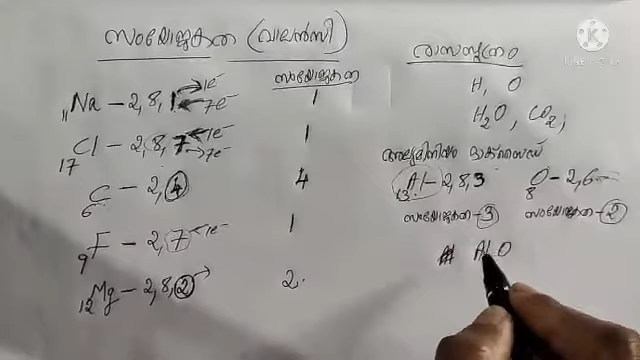 സംയോജകത (വാലൻസി)
സംയോജകത
₁₁Na – 2,8,1 1e⁻ 7e⁻ 1
₁₇Cl – 2,8,7 1e⁻ 7e⁻ 1
₆C – 2,4 4
₉F – 2,7 1e⁻ 1
₁₂Mg – 2,8,2 2.
രാസസൂത്രം
H, O
H₂O, CO₂,
അലൂമിനിയം ഓക്സൈഡ്
₁₃Al – 2,8,3 ₈O – 2,6
സംയോജകത – 3 സംയോജകത – 2
Al O